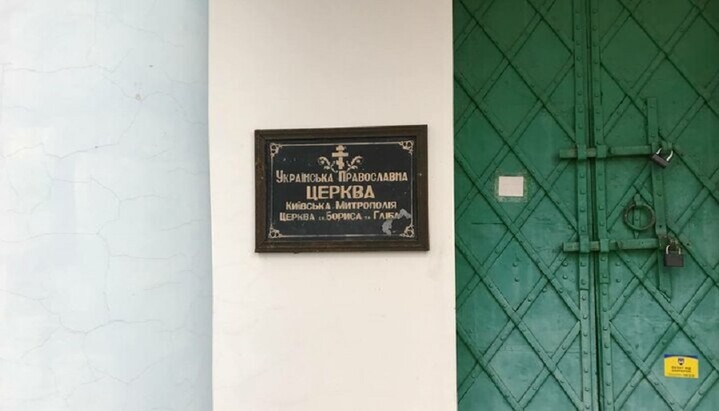 Українська Православна
ЦЕРКВА
Київська Митрополія
Церква св. Бориса та Гліба